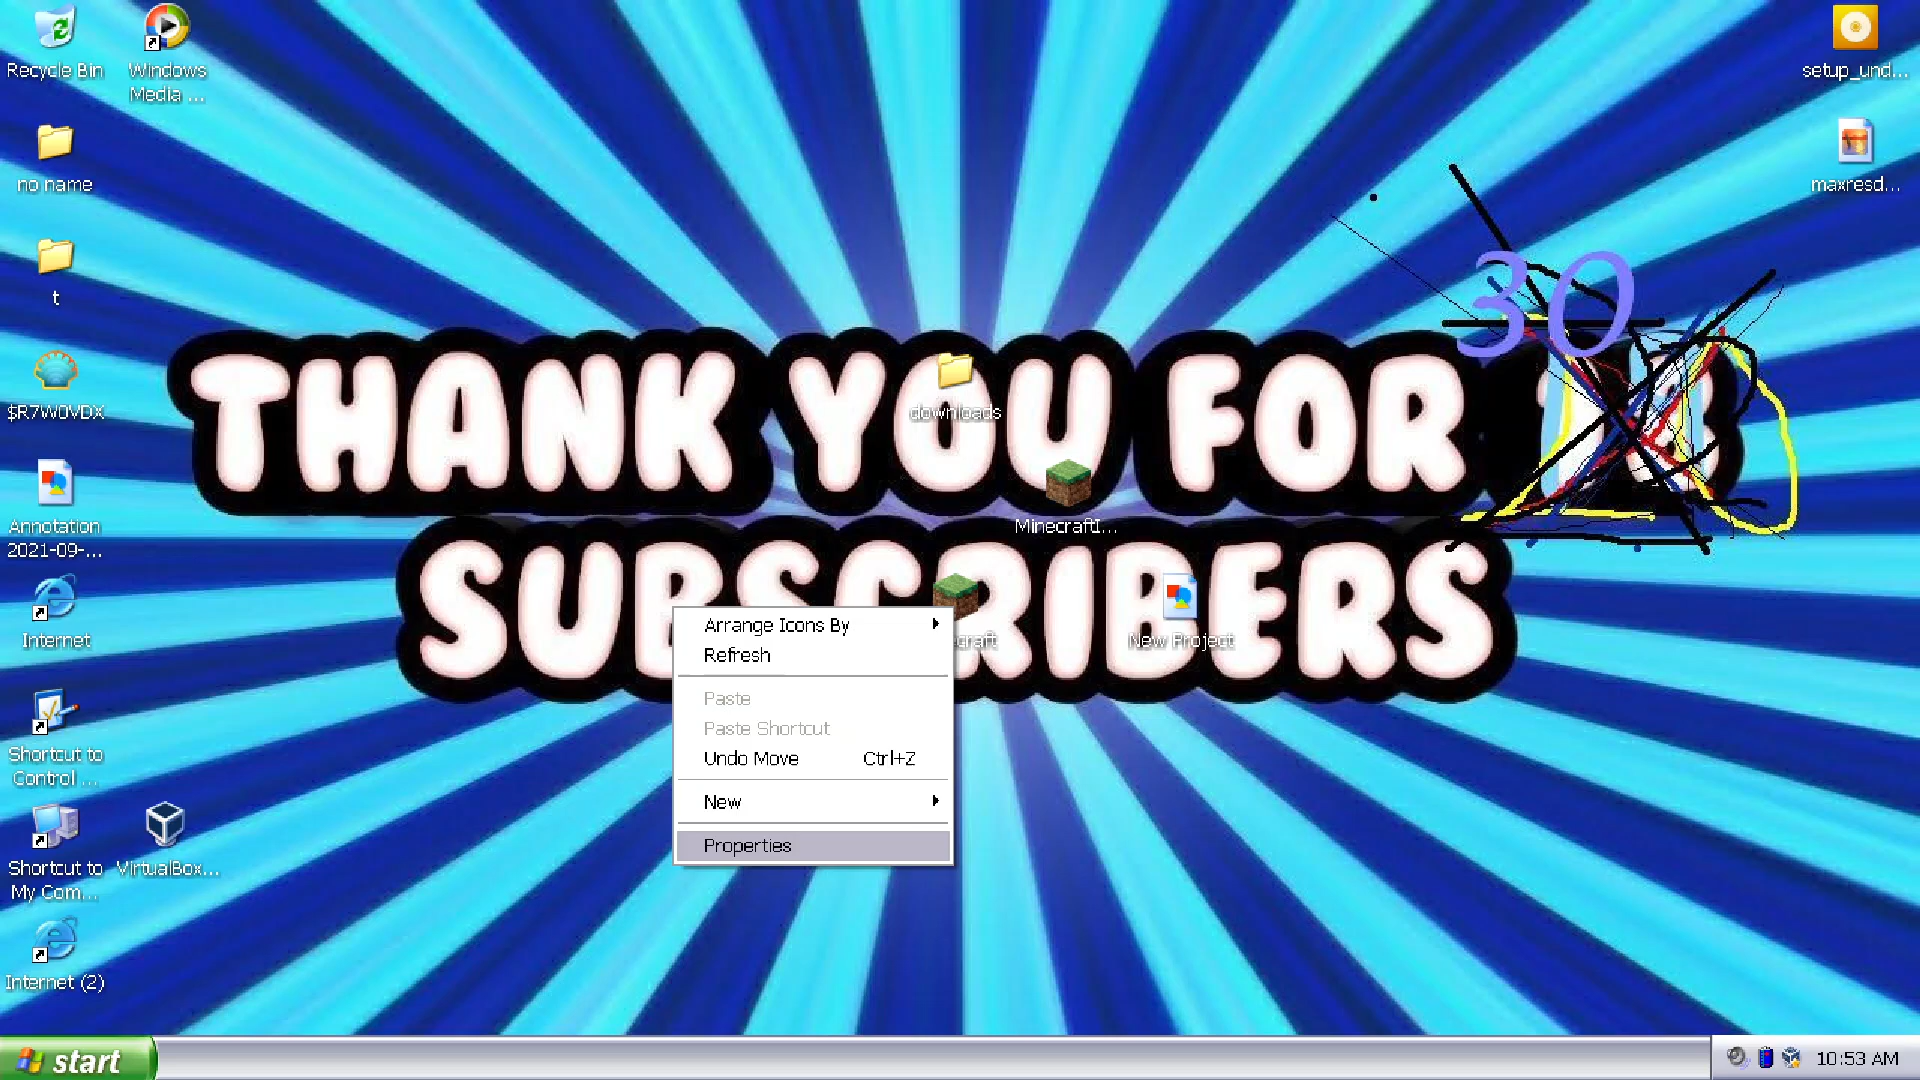 Recycle Bin
Windows
Media ...
no name
t
$R7W0VDX
Annotation
2021-09-...
Internet
Shortcut to
Control ...
Shortcut to
My Com...
VirtualBox...
Internet (2)
setup_und...
maxresd...
30
THANK YOU FOR
SUBSCRIBERS
downloads
MinecraftI...
craft
New Project
Arrange Icons By
Refresh
Paste
Paste Shortcut
Undo Move Ctrl+Z
New
Properties
start
10:53 AM